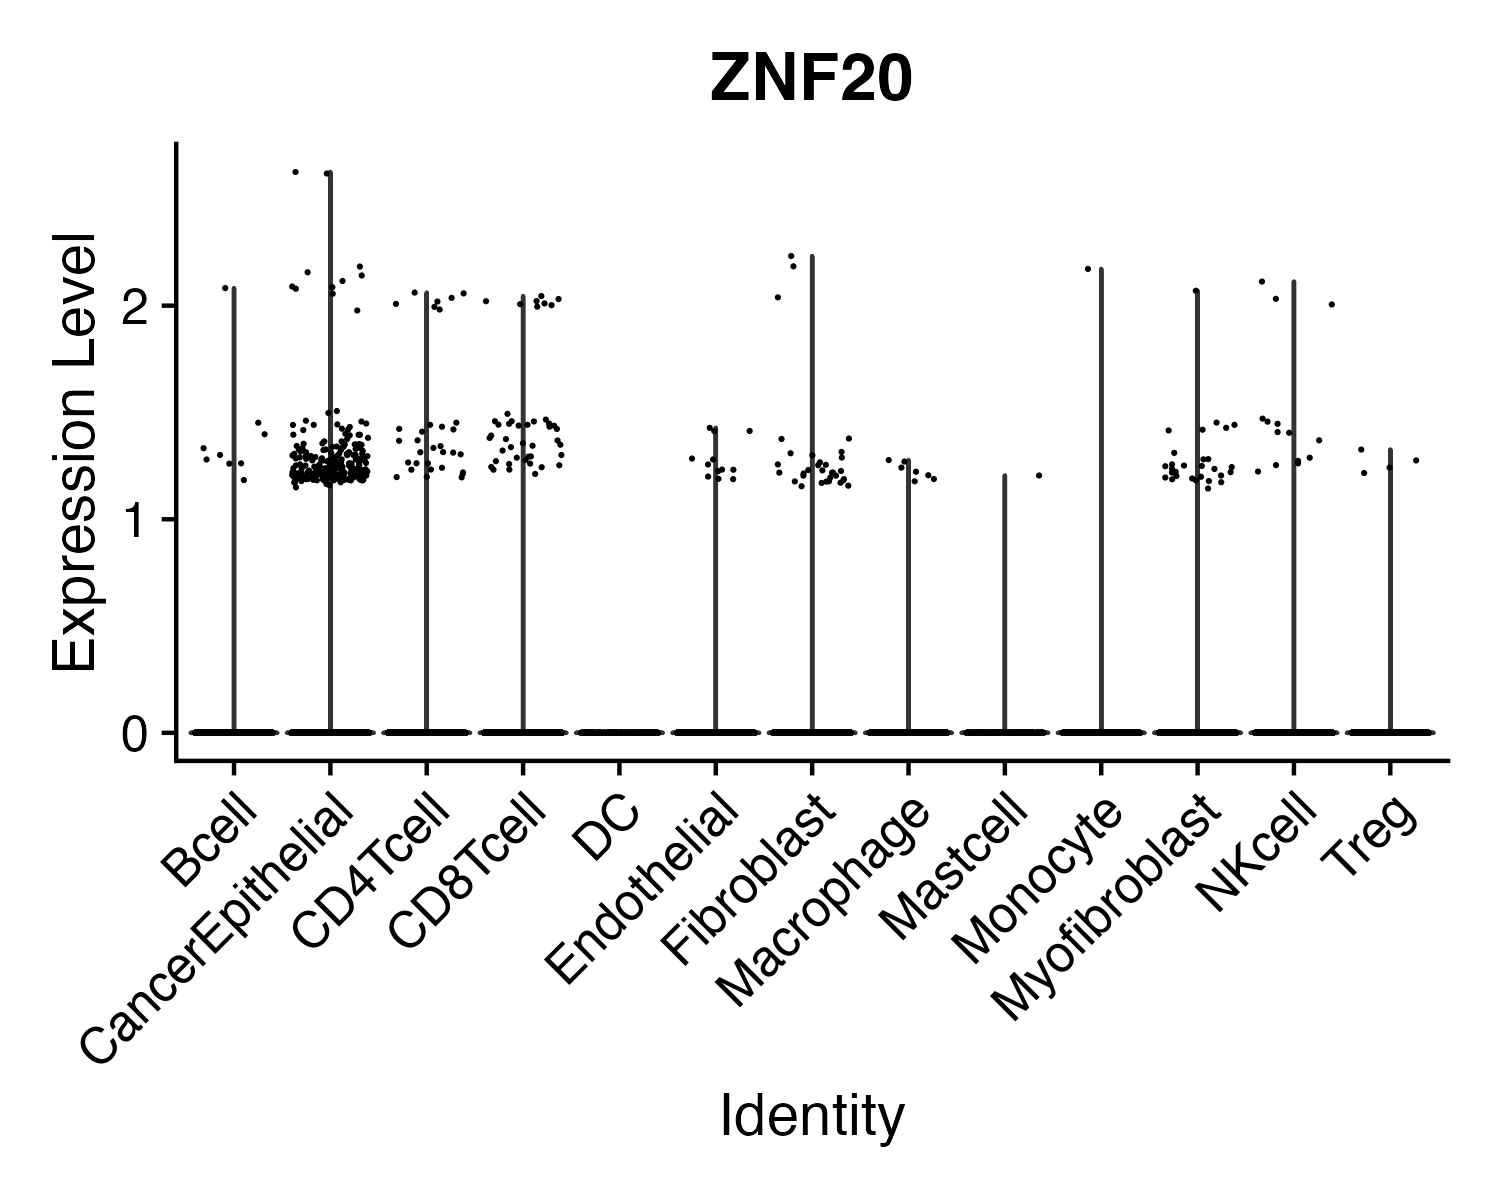 ZNF20
Expression Level
2
1
0
Bcell
CancerEpithelial
CD4Tcell
CD8Tcell
DC
Endothelial
Fibroblast
Macrophage
Mastcell
Monocyte
Myofibroblast
NKcell
Treg
Identity